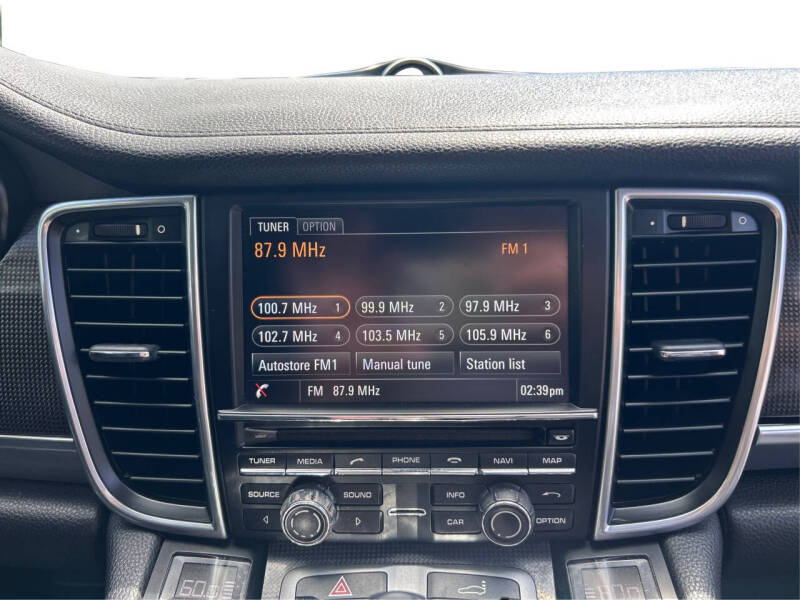 TUNER OPTION
87.9 MHz FM 1
100.7 MHz 1 99.9 MHz 2 97.9 MHz 3
102.7 MHz 4 103.5 MHz 5 105.9 MHz 6
Autostore FM1 Manual tune Station list
FM 87.9 MHz 02:39pm
TUNER MEDIA PHONE NAVI MAP
SOURCE SOUND INFO
CAR OPTION
60 67